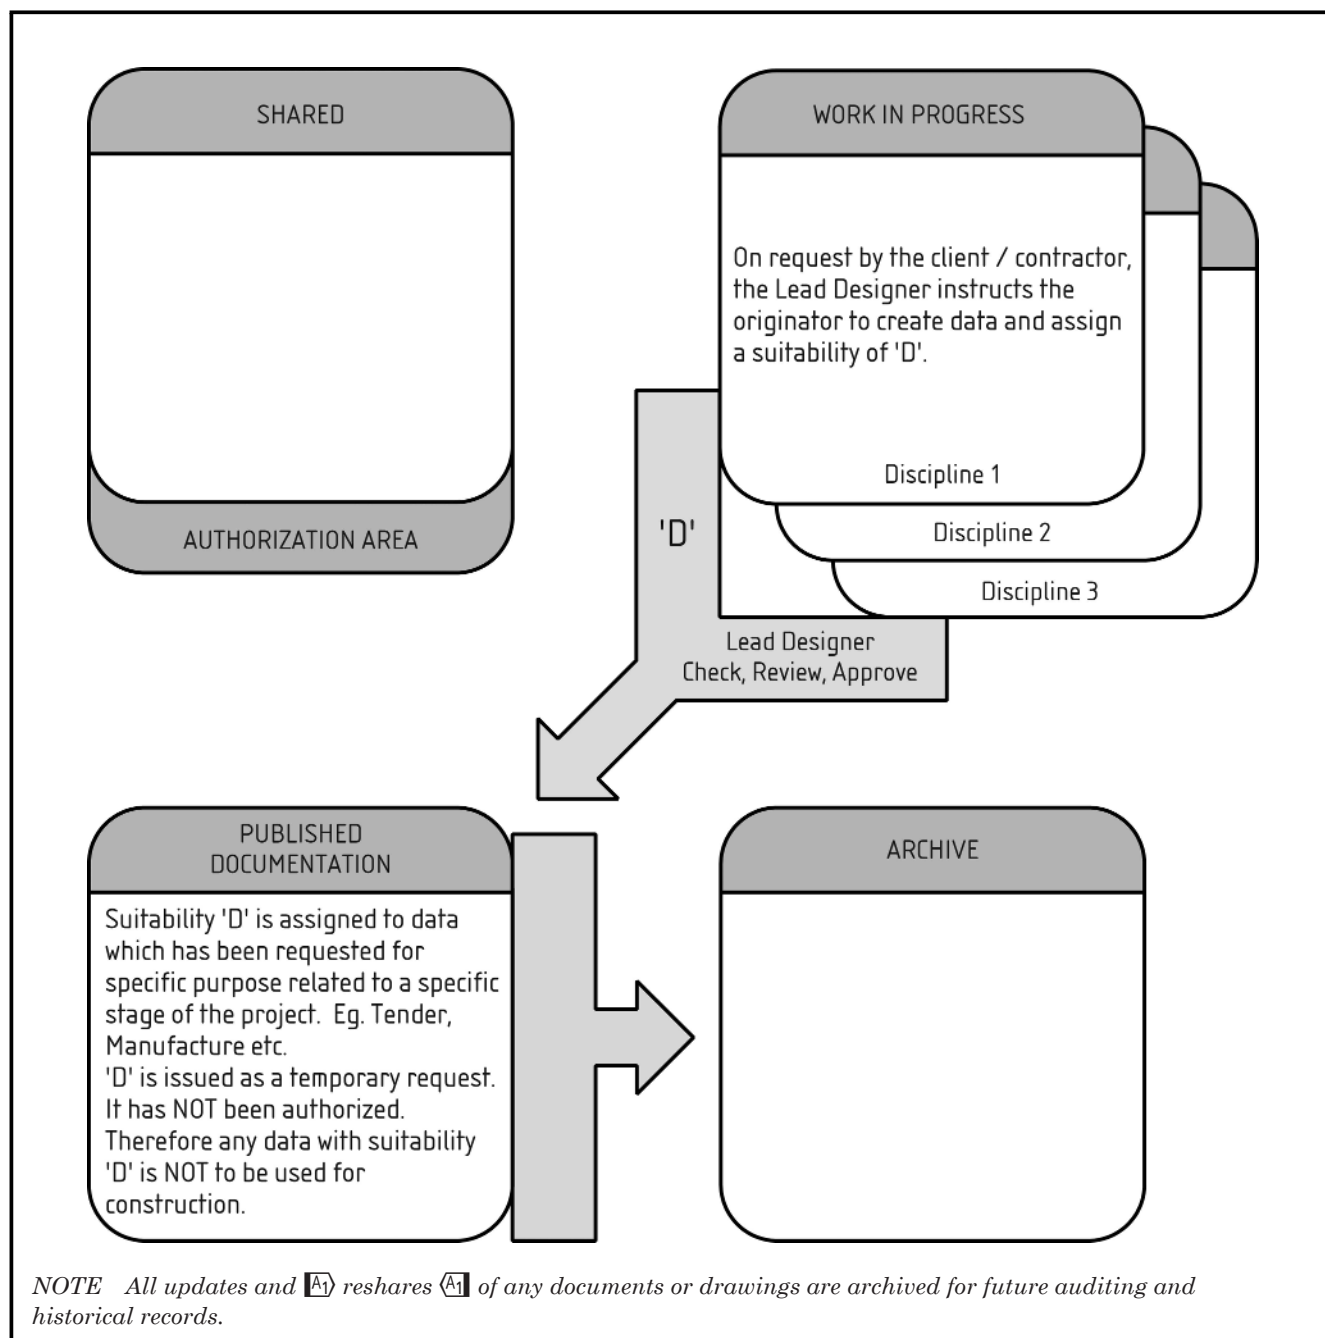 SHARED
AUTHORIZATION AREA
WORK IN PROGRESS
On request by the client / contractor,
the Lead Designer instructs the
originator to create data and assign
a suitability of 'D'.
Discipline 1
Discipline 2
Discipline 3
'D'
Lead Designer
Check, Review, Approve
PUBLISHED
DOCUMENTATION
Suitability 'D' is assigned to data
which has been requested for
specific purpose related to a specific
stage of the project. Eg. Tender,
Manufacture etc.
'D' is issued as a temporary request.
It has NOT been authorized.
Therefore any data with suitability
'D' is NOT to be used for
construction.
ARCHIVE
NOTE All updates and A1 reshares A1 of any documents or drawings are archived for future auditing and
historical records.